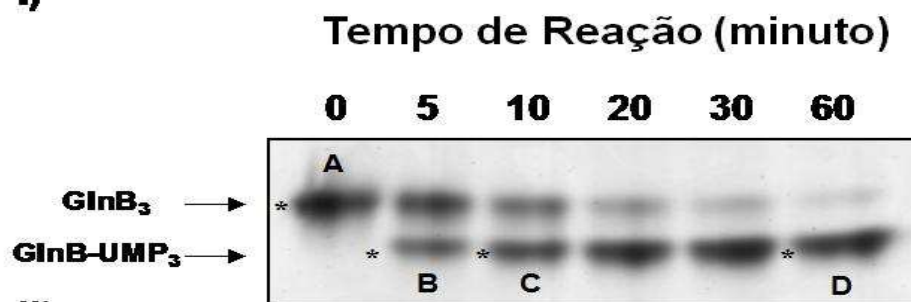 Tempo de Reação (minuto)
0 5 10 20 30 60
A
GlnB3 *
GlnB-UMP3 * * *
B C D